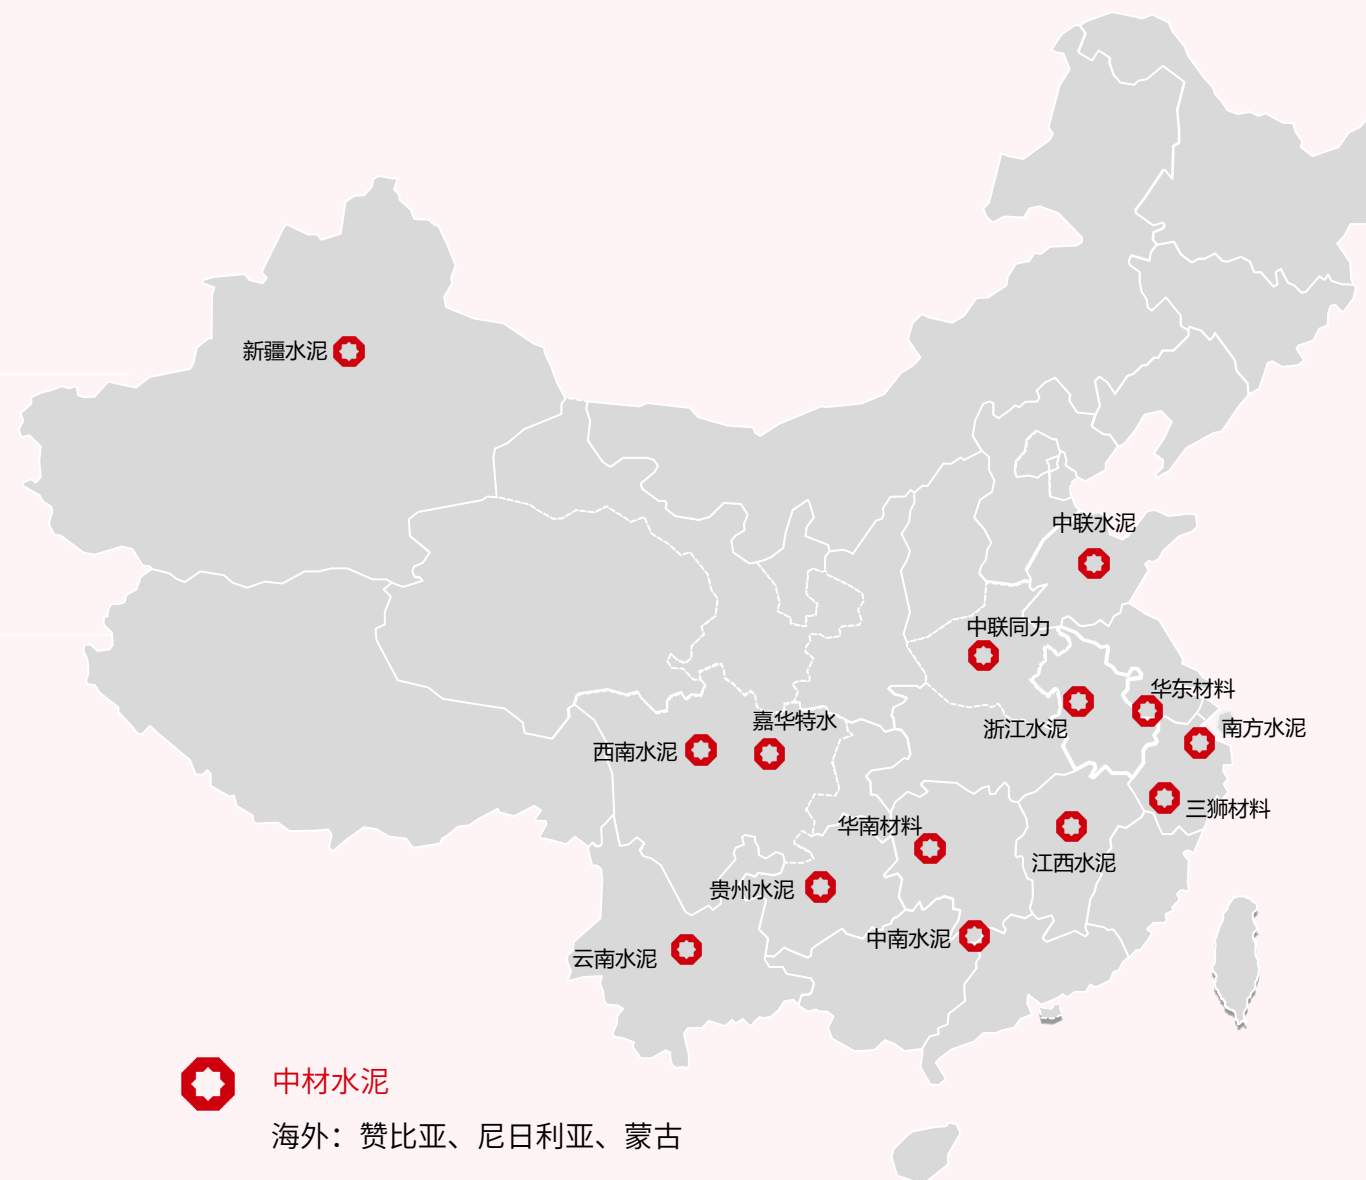 新疆水泥
中联水泥
中联同力
华东材料
嘉华特水
浙江水泥
南方水泥
西南水泥
三狮材料
华南材料
江西水泥
贵州水泥
中南水泥
云南水泥
中材水泥
海外：赞比亚、尼日利亚、蒙古